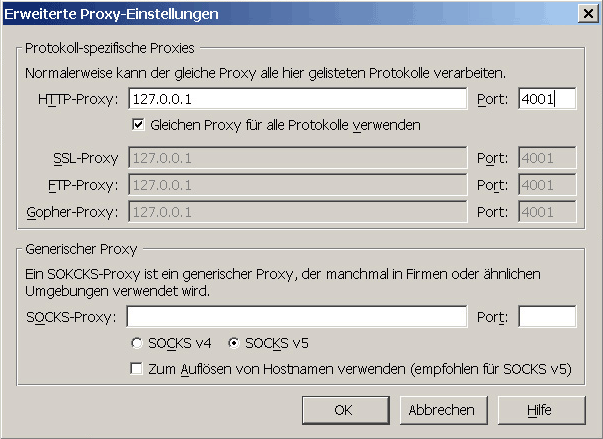 Erweiterte Proxy-Einstellungen
Protokoll-spezifische Proxies
Normalerweise kann der gleiche Proxy alle hier gelisteten Protokolle verarbeiten.
HTTP-Proxy: 127.0.0.1 Port: 4001
Gleichen Proxy für alle Protokolle verwenden
SSL-Proxy 127.0.0.1 Port: 4001
FTP-Proxy: 127.0.0.1 Port: 4001
Gopher-Proxy: 127.0.0.1 Port: 4001
Generischer Proxy
Ein SOKCKS-Proxy ist ein generischer Proxy, der manchmal in Firmen oder ähnlichen
Umgebungen verwendet wird.
SOCKS-Proxy: Port:
SOCKS v4 SOCKS v5
Zum Auflösen von Hostnamen verwenden (empfohlen für SOCKS v5)
OK Abbrechen Hilfe